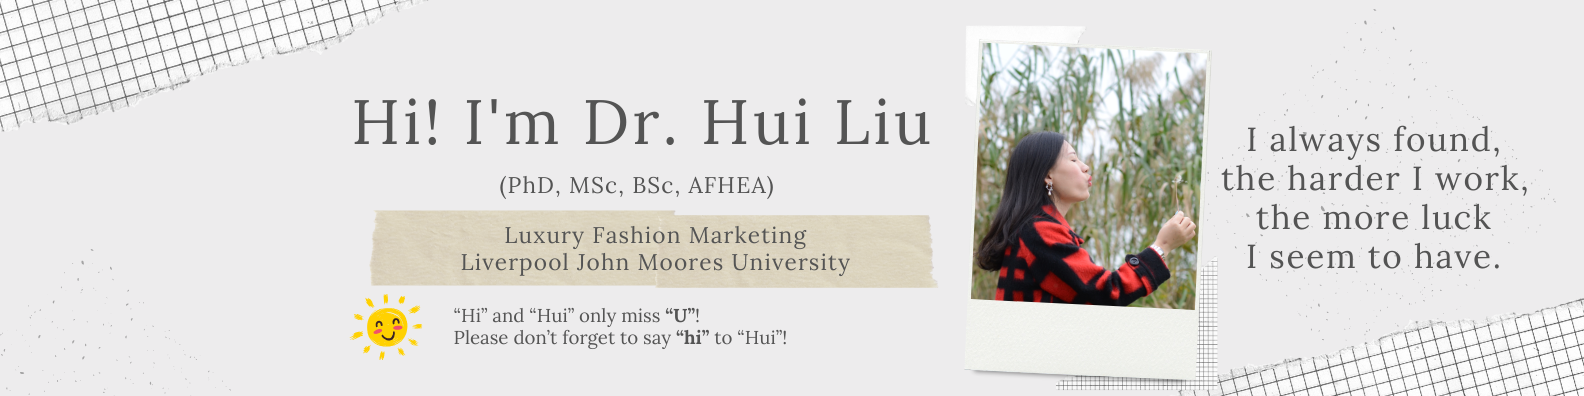 Hi! I'm Dr. Hui Liu
(PhD, MSc, BSc, AFHEA)
Luxury Fashion Marketing
Liverpool John Moores University
“Hi” and “Hui” only miss “U”!
Please don’t forget to say “hi” to “Hui”!
I always found,
the harder I work,
the more luck
I seem to have.